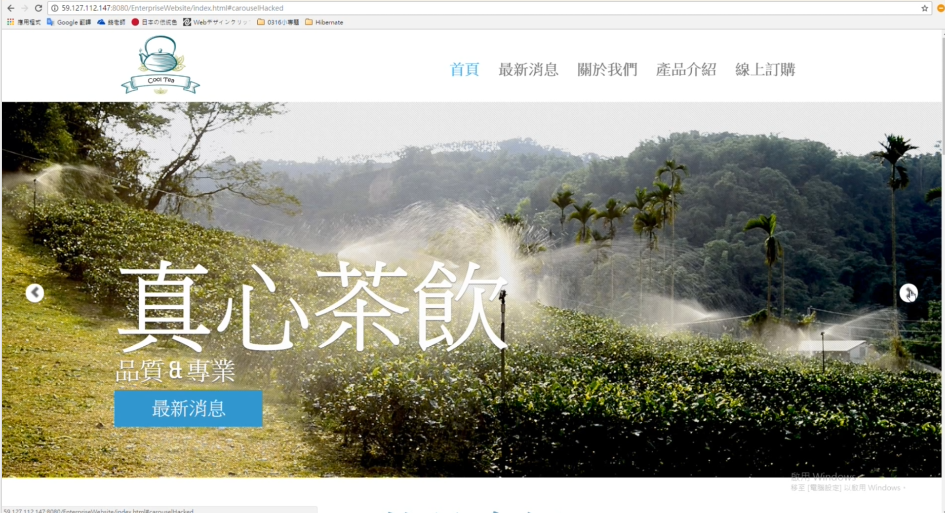 59.127.112.147:8080/EnterpriseWebsite/index.html#carouselHacked
應用程式 Google 翻譯 日本の伝統色 Webデザインクリッ 0316小專題 Hibernate
Cool Tea
首頁 最新消息 關於我們 產品介紹 線上訂購
真心茶飲
品質&專業
最新消息
啟用 Windows
移至 [電腦設定] 以啟用 Windows。
59.127.112.147:8080/EnterpriseWebsite/index.html#carouselHacked